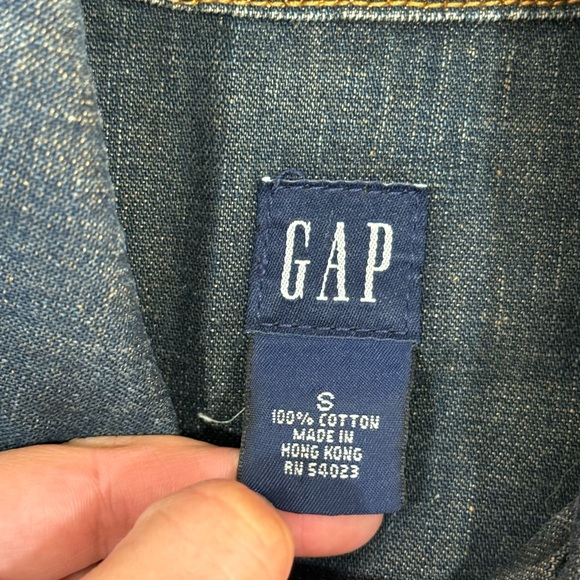 GAP
S
100% COTTON
MADE IN
HONG KONG
RN 54023